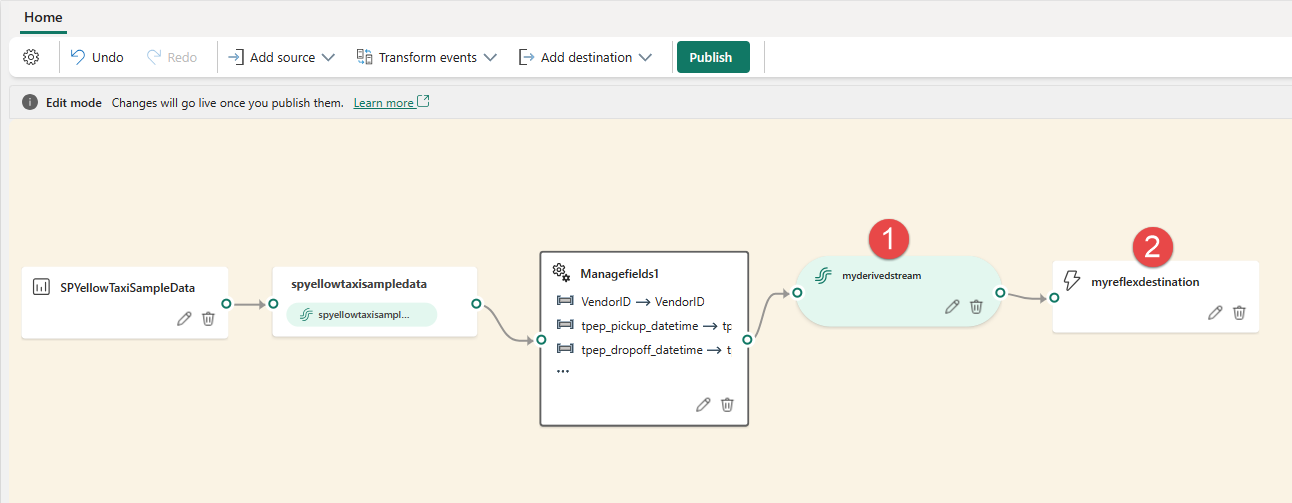 Home
Undo Redo Add source Transform events Add destination Publish
Edit mode Changes will go live once you publish them. Learn more
SPYellowTaxiSampleData
spyellowtaxisampledata
spyellowtaxisampl...
Managefields1
VendorID → VendorID
tpep_pickup_datetime → tp
tpep_dropoff_datetime → t
...
1
myderivedstream
2
myreflexdestination